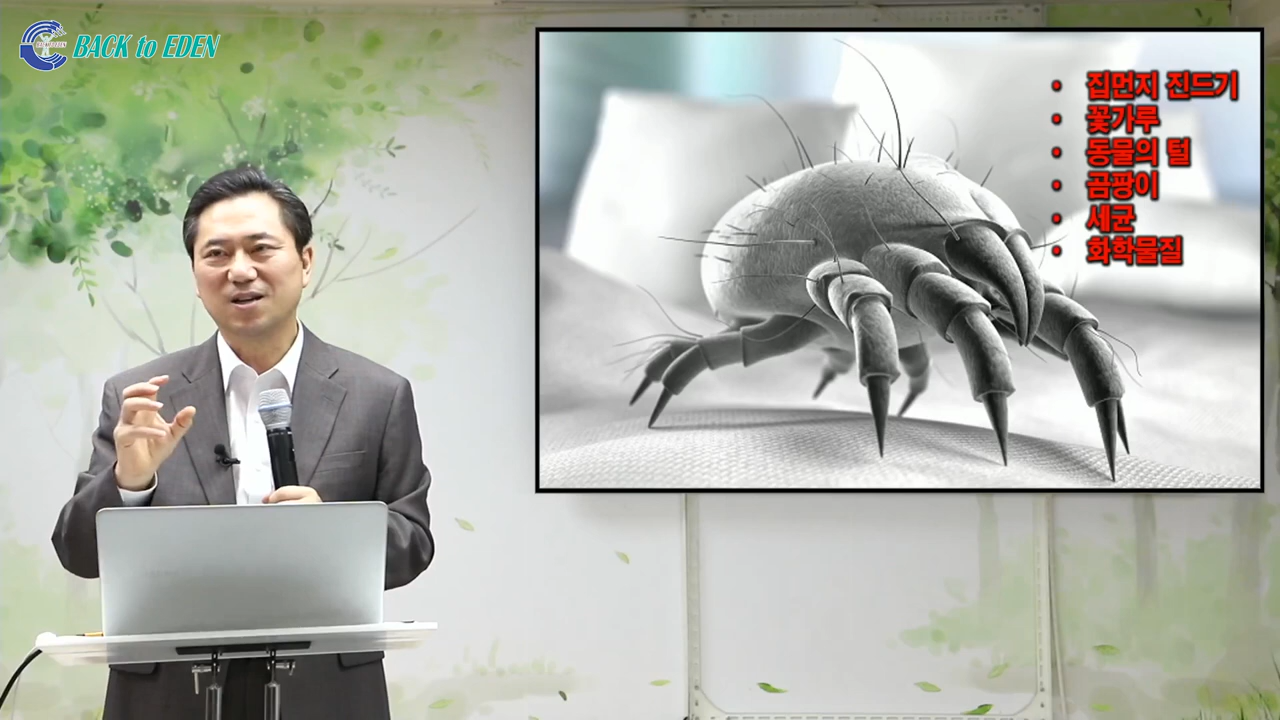 BACK to EDEN
• 집먼지 진드기
• 꽃가루
• 동물의 털
• 곰팡이
• 세균
• 화학물질